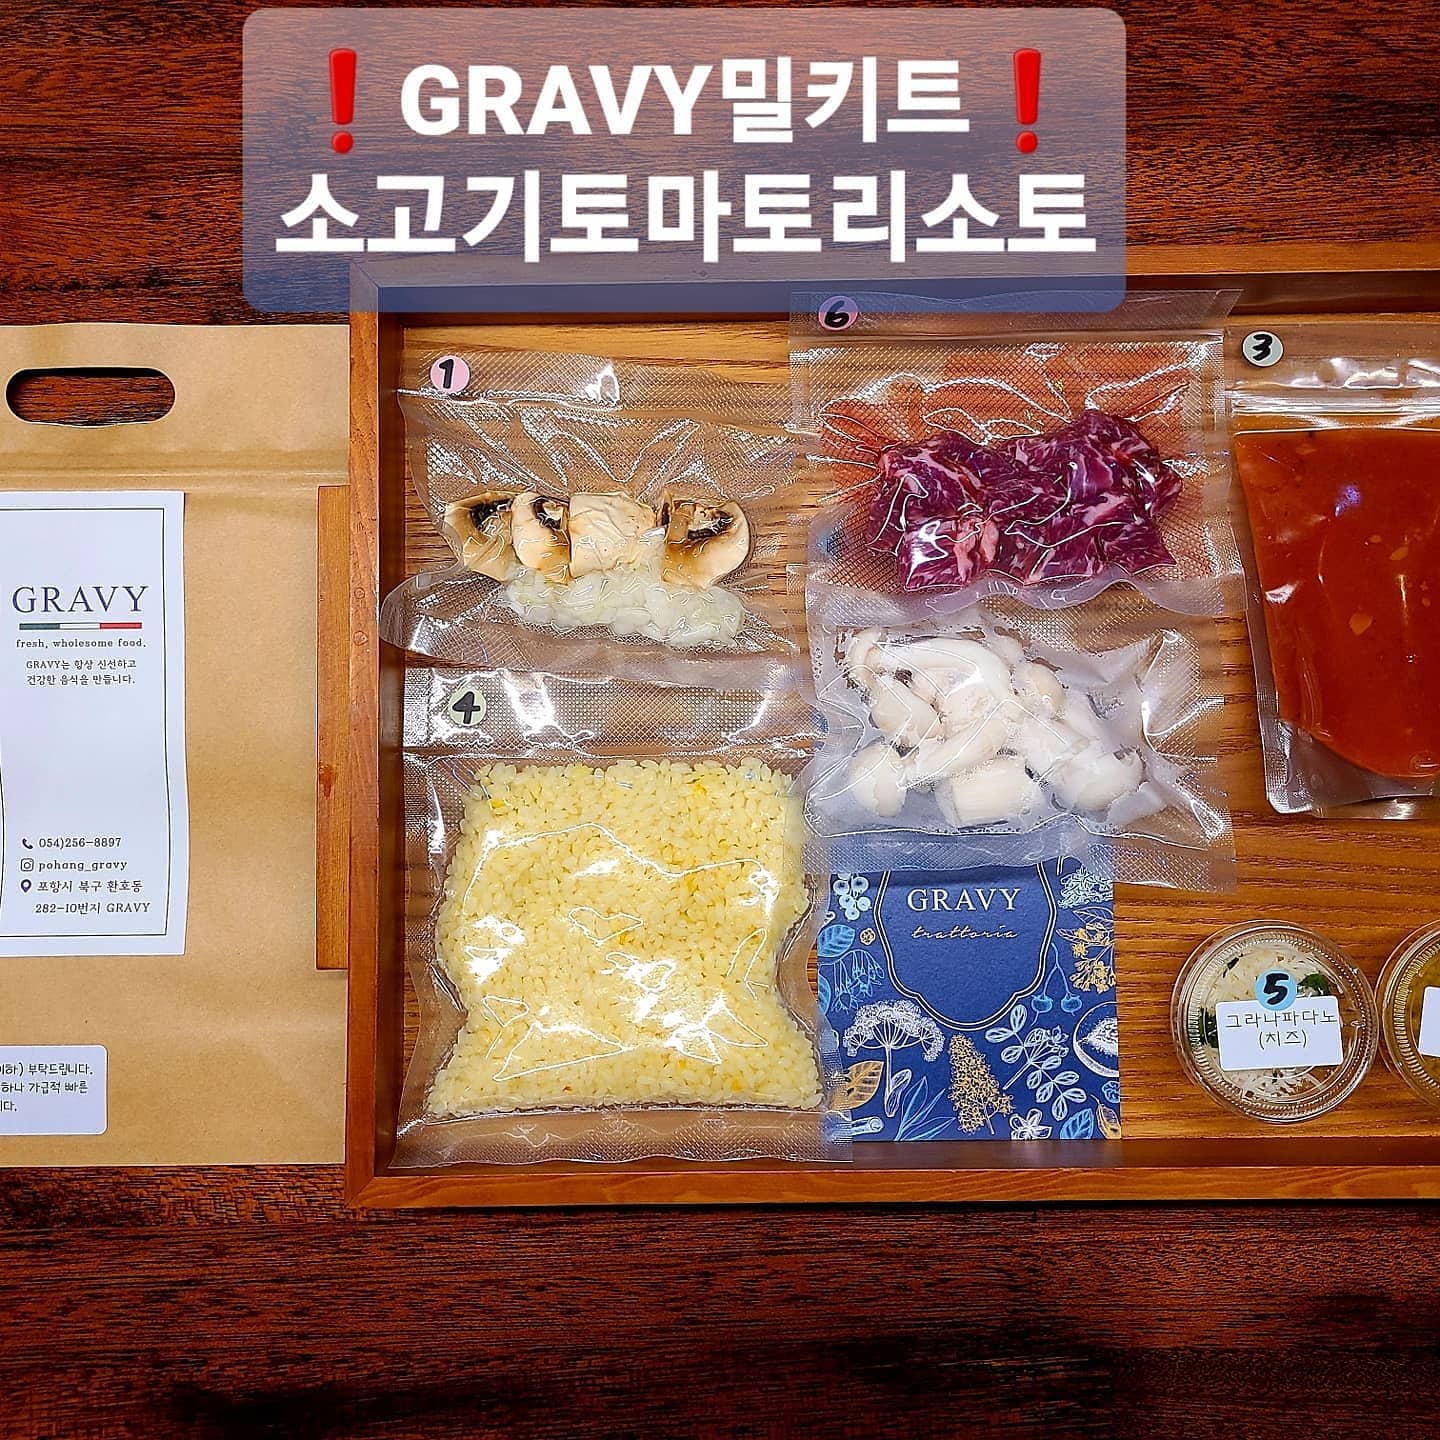 ❗GRAVY밀키트❗
소고기토마토리소토
1
6
3
4
GRAVY
fresh, wholesome food.
GRAVY는 항상 신선하고
건강한 음식을 만듭니다.
054)256-8897
pohang_gravy
포항시 북구 환호동
282-10번지 GRAVY
GRAVY
trattoria
5
그라나파다노
(치즈)
이하) 부탁드립니다.
하나 가급적 빠른
니다.